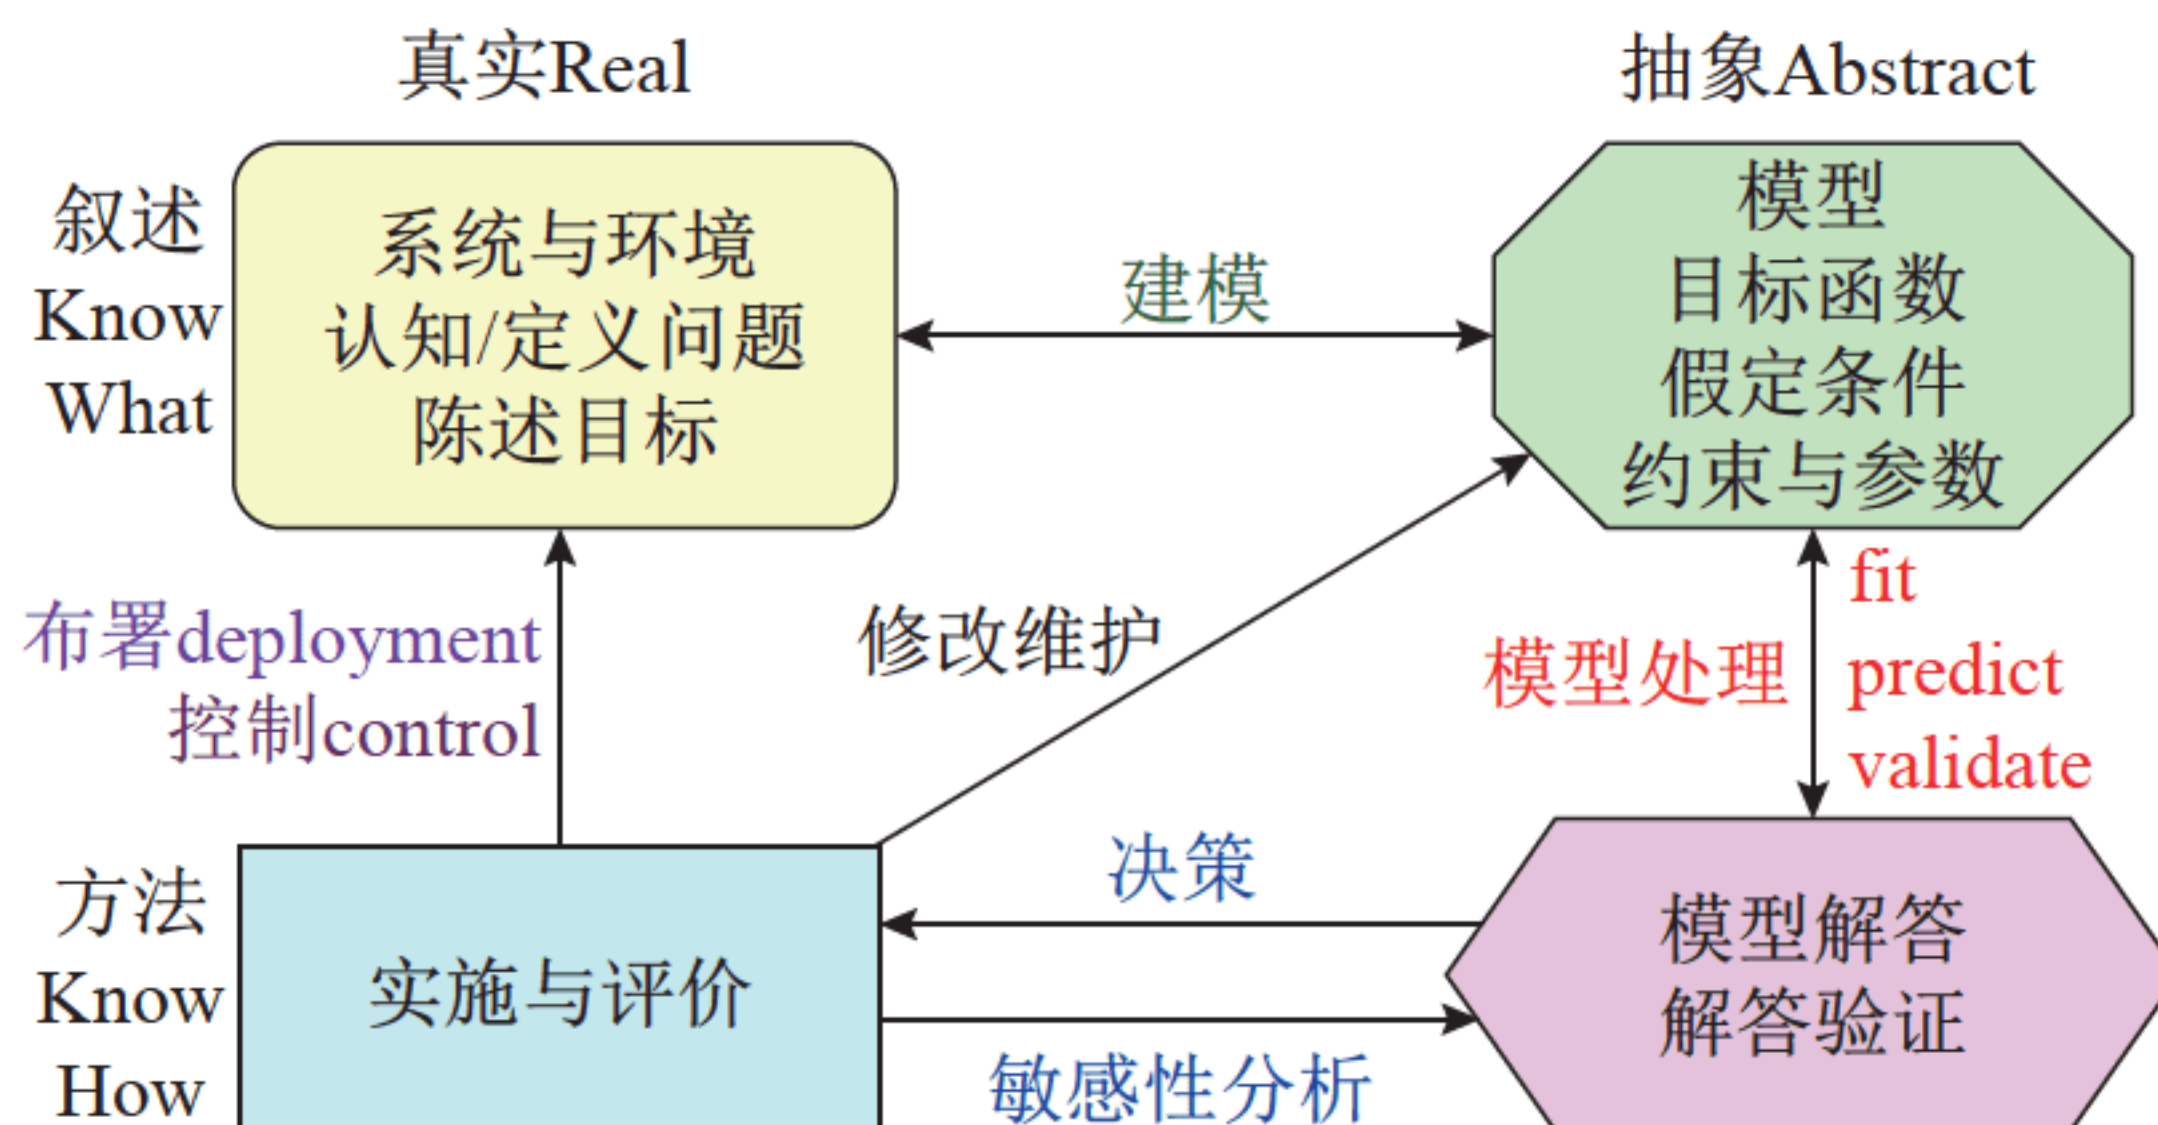 真实Real
抽象Abstract
叙述
Know
What
系统与环境
认知/定义问题
陈述目标
建模
模型
目标函数
假定条件
约束与参数
布署deployment
控制control
修改维护
模型处理
fit
predict
validate
方法
Know
How
实施与评价
决策
敏感性分析
模型解答
解答验证